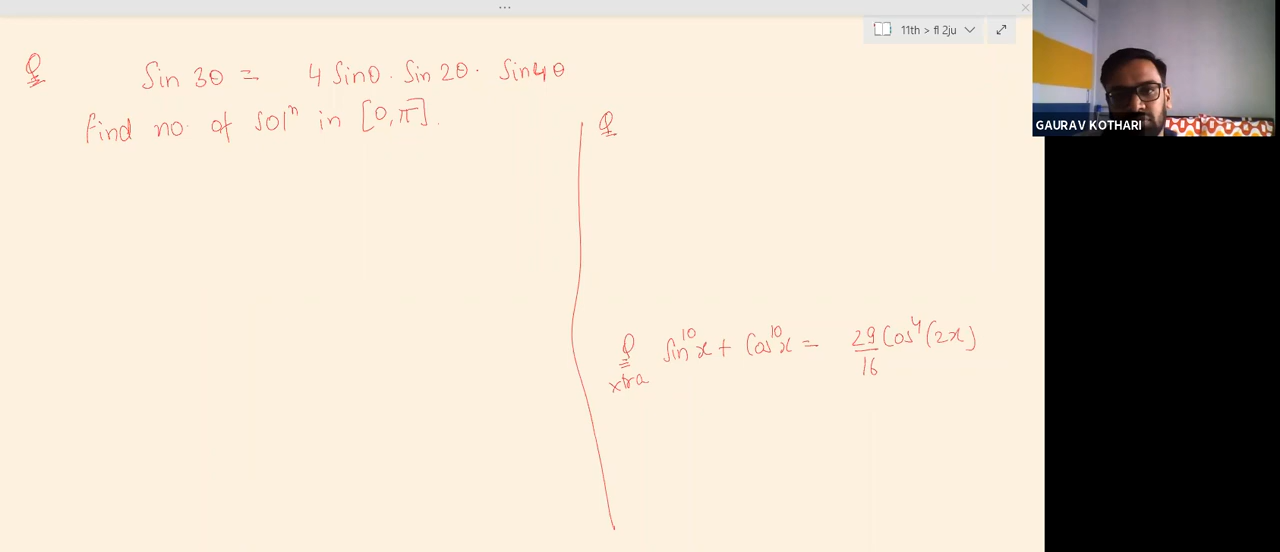 11th > fl 2ju
Q Sin 3θ = 4 Sinθ · Sin 2θ · Sin4θ
find no. of solⁿ in [0,π].
Q
Q sin¹⁰x + Cos¹⁰x = 29/16 Cos⁴(2x)
xtra
GAURAV KOTHARI